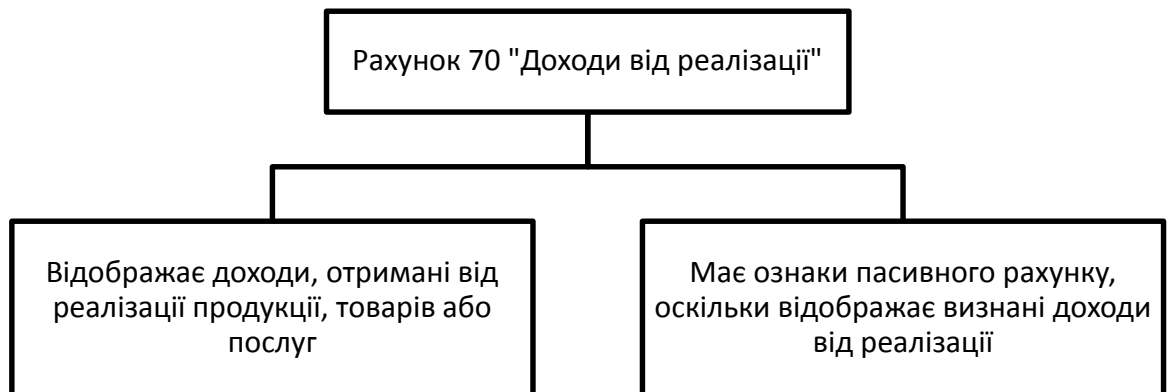 Рахунок 70 "Доходи від реалізації"
Відображає доходи, отримані від
реалізації продукції, товарів або
послуг
Має ознаки пасивного рахунку,
оскільки відображає визнані доходи
від реалізації